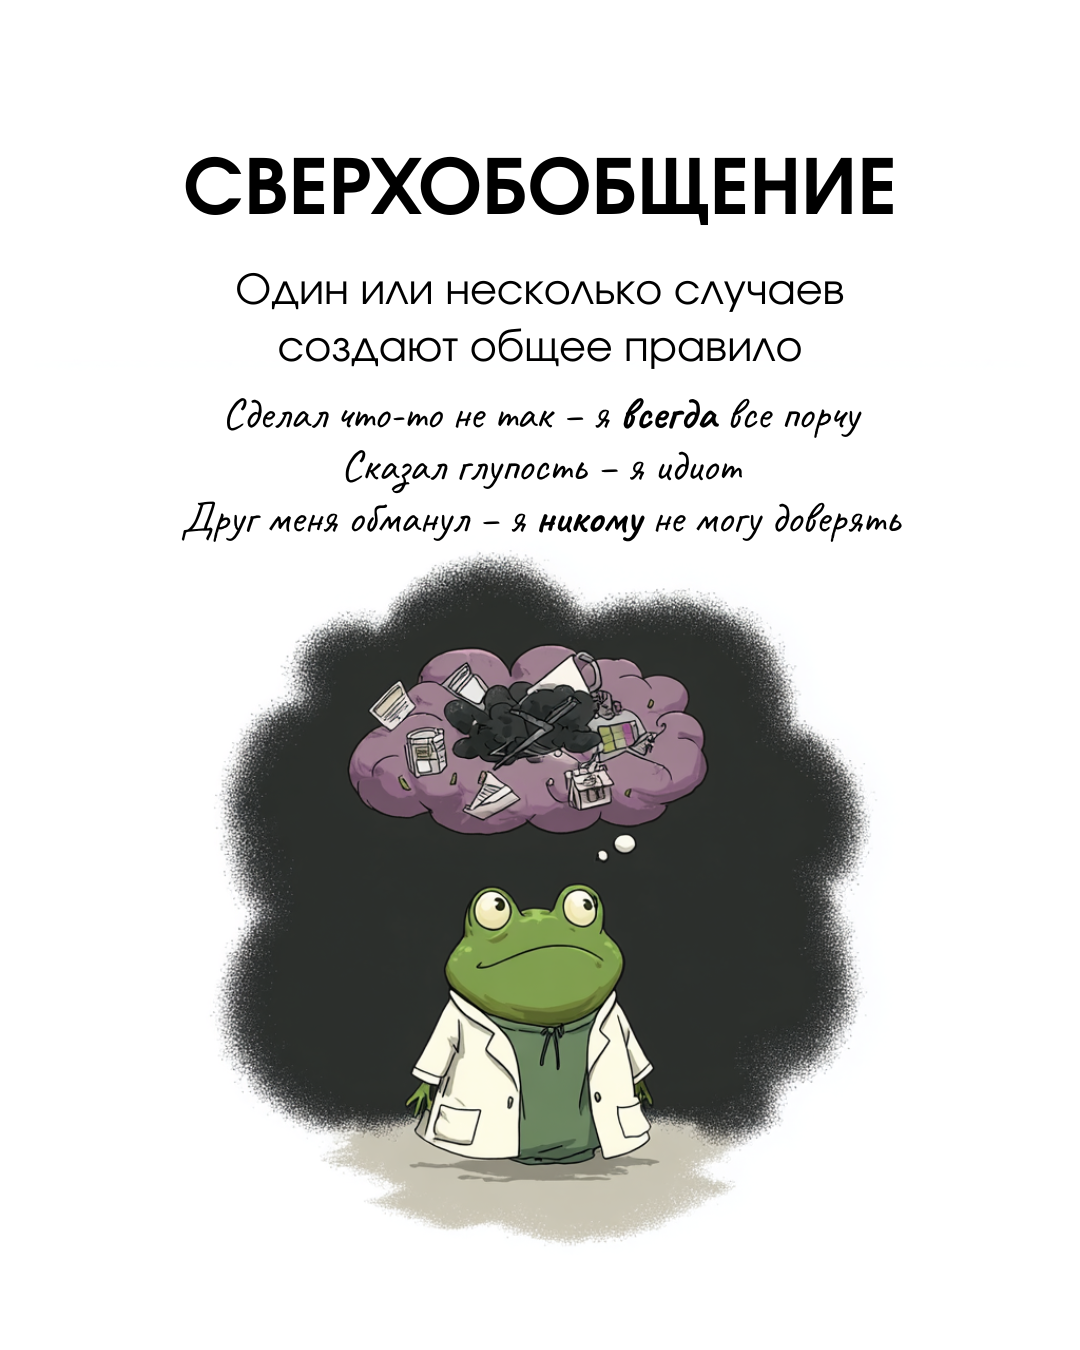 СВЕРХОБОБЩЕНИЕ
Один или несколько случаев
создают общее правило
Сделал что-то не так – я всегда все порчу
Сказал глупость – я идиот
Друг меня обманул – я никому не могу доверять